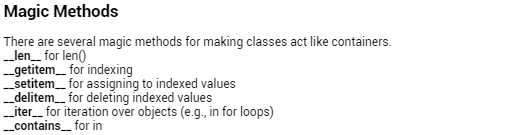 Magic Methods
There are several magic methods for making classes act like containers.
__len__ for len()
__getitem__ for indexing
__setitem__ for assigning to indexed values
__delitem__ for deleting indexed values
__iter__ for iteration over objects (e.g., in for loops)
__contains__ for in